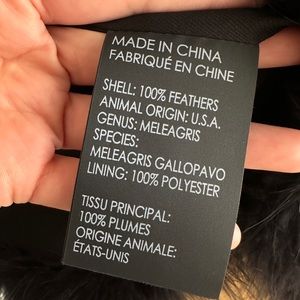 MADE IN CHINA
FABRIQUÉ EN CHINE
SHELL: 100% FEATHERS
ANIMAL ORIGIN: U.S.A.
GENUS: MELEAGRIS
SPECIES:
MELEAGRIS GALLOPAVO
LINING: 100% POLYESTER
TISSU PRINCIPAL:
100% PLUMES
ORIGINE ANIMALE:
ÉTATS-UNIS